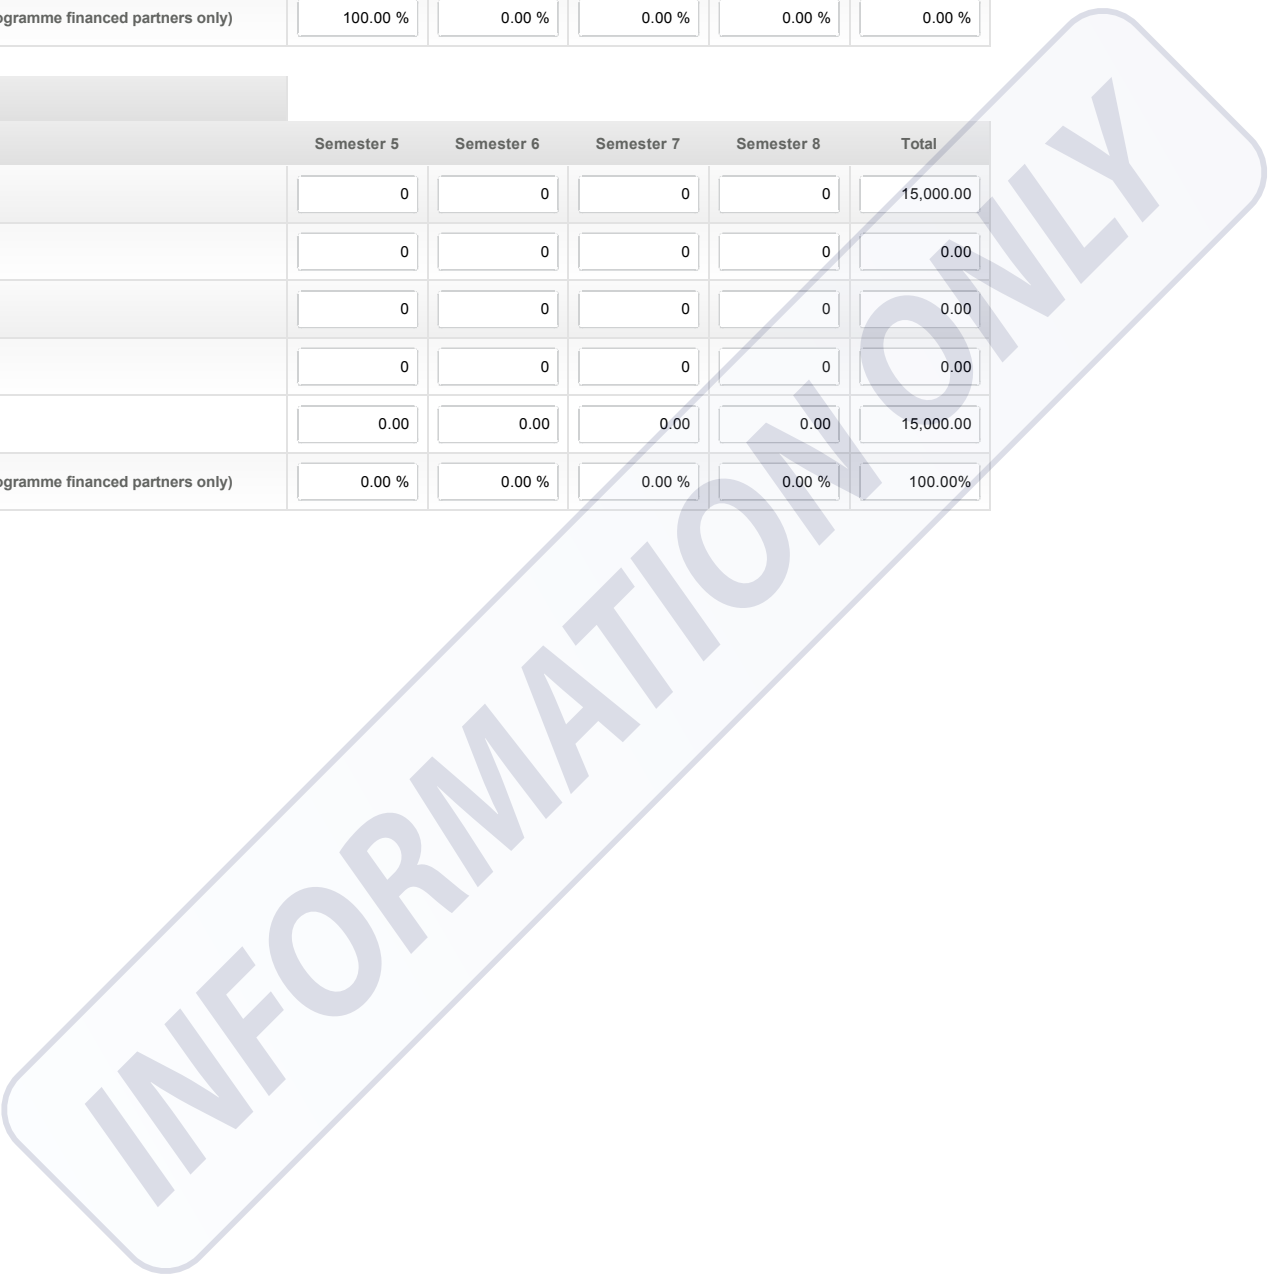 ogramme financed partners only) 100.00 % 0.00 % 0.00 % 0.00 % 0.00 %
Semester 5 Semester 6 Semester 7 Semester 8 Total
0 0 0 0 15,000.00
0 0 0 0 0.00
0 0 0 0 0.00
0 0 0 0 0.00
0.00 0.00 0.00 0.00 15,000.00
ogramme financed partners only) 0.00 % 0.00 % 0.00 % 0.00 % 100.00%
INFORMATION ONLY